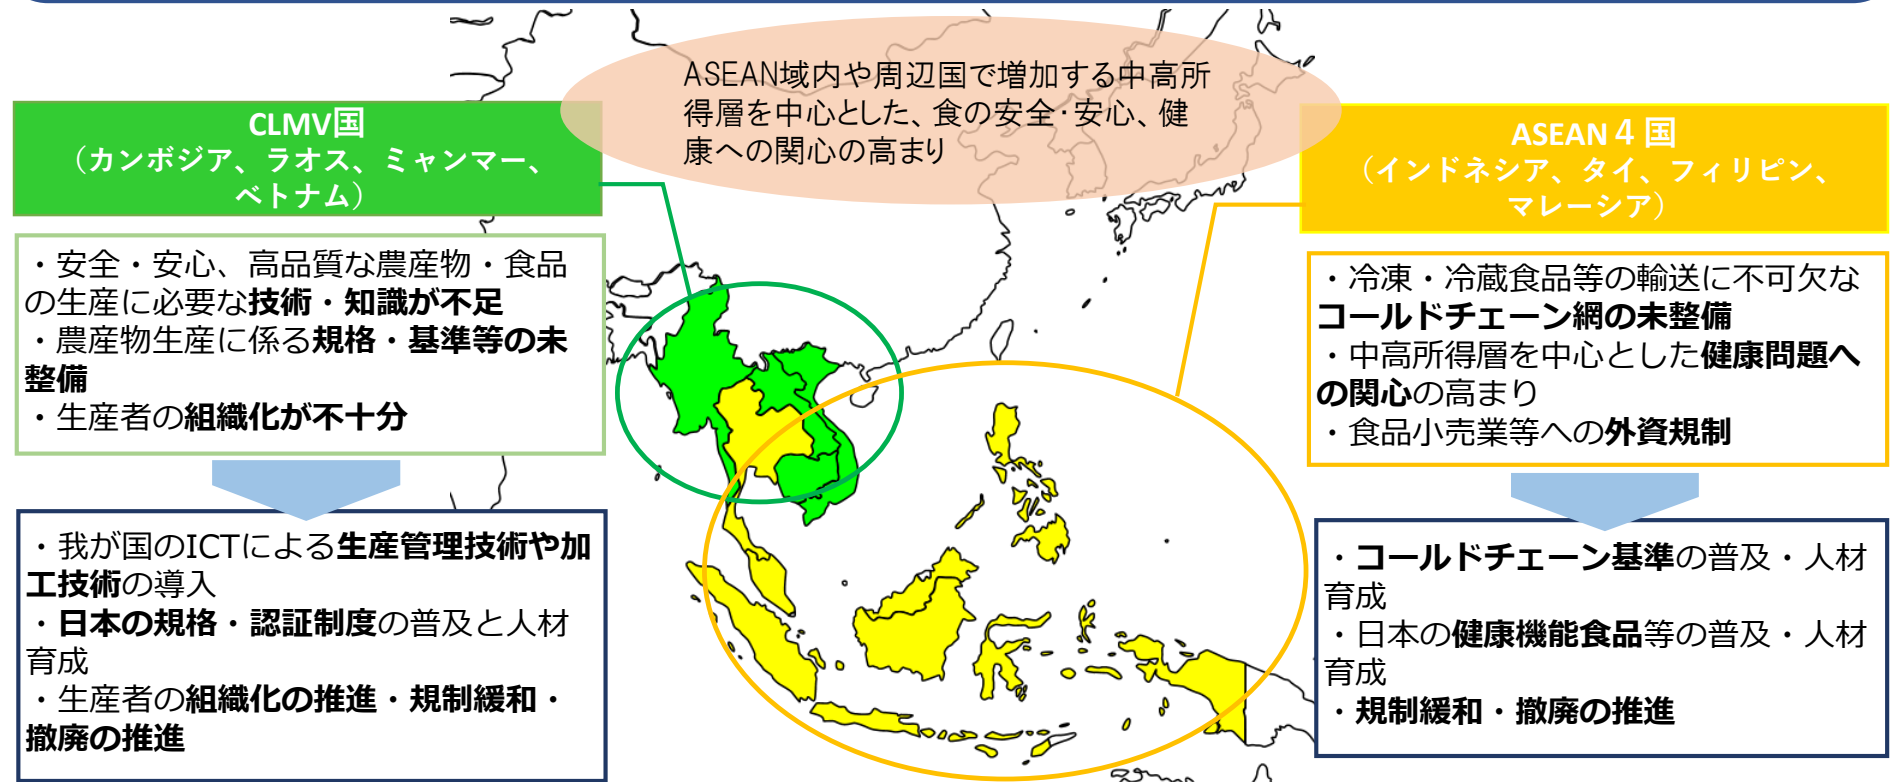 ASEAN域内や周辺国で増加する中高所
得層を中心とした、食の安全・安心、健
康への関心の高まり
CLMV国
（カンボジア、ラオス、ミャンマー、
ベトナム）
・安全・安心、高品質な農産物・食品
の生産に必要な技術・知識が不足
・農産物生産に係る規格・基準等の未
整備
・生産者の組織化が不十分
・我が国のICTによる生産管理技術や加
工技術の導入
・日本の規格・認証制度の普及と人材
育成
・生産者の組織化の推進・規制緩和・
撤廃の推進
ASEAN４国
（インドネシア、タイ、フィリピン、
マレーシア）
・冷凍・冷蔵食品等の輸送に不可欠な
コールドチェーン網の未整備
・中高所得層を中心とした健康問題へ
の関心の高まり
・食品小売業等への外資規制
・コールドチェーン基準の普及・人材
育成
・日本の健康機能食品等の普及・人材
育成
・規制緩和・撤廃の推進